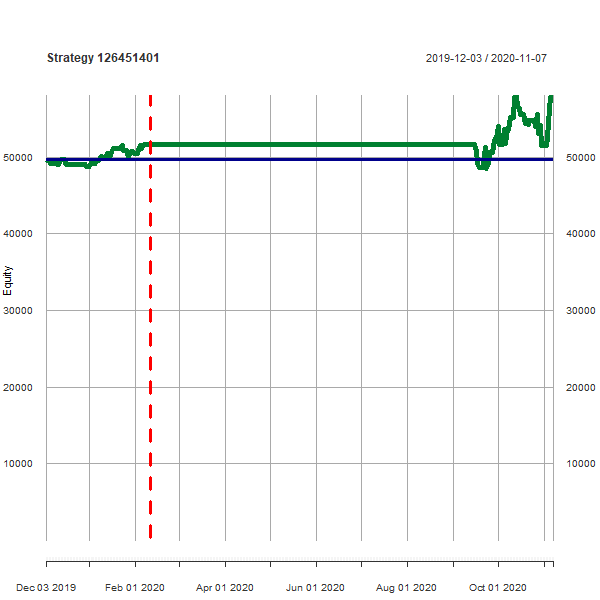 Strategy 126451401
2019-12-03 / 2020-11-07
50000
50000
40000
40000
Equity
30000
30000
20000
20000
10000
10000
Dec 03 2019
Feb 01 2020
Apr 01 2020
Jun 01 2020
Aug 01 2020
Oct 01 2020